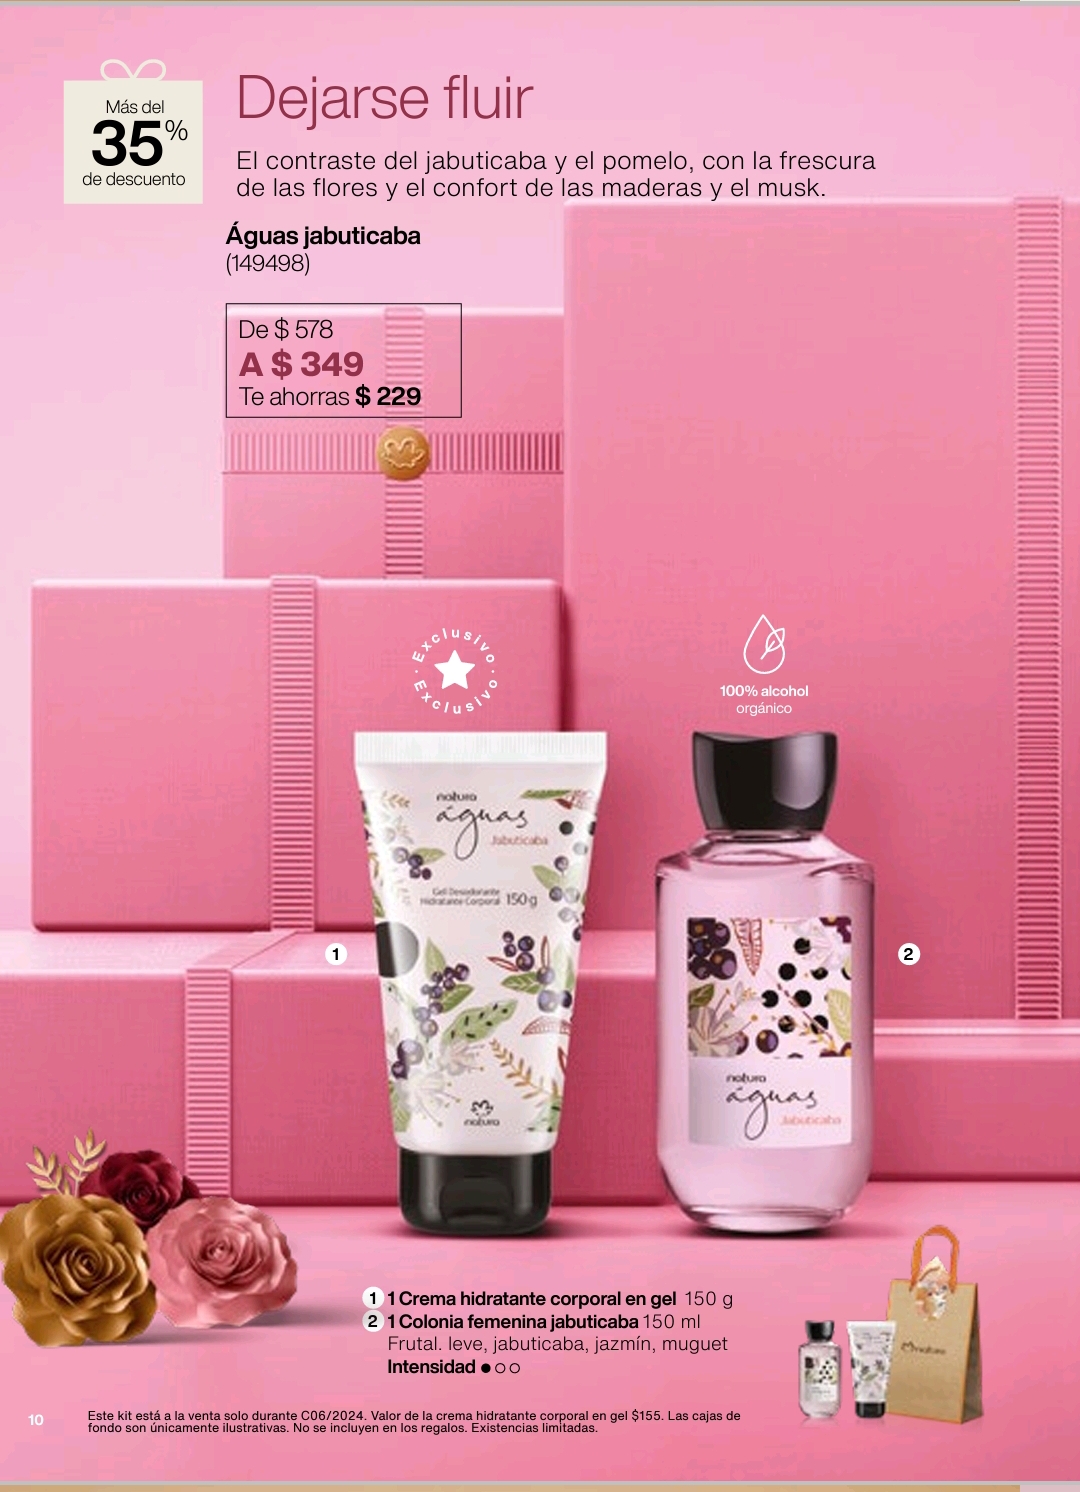 Más del
35%
de descuento
Dejarse fluir
El contraste del jabuticaba y el pomelo, con la frescura
de las flores y el confort de las maderas y el musk.
Águas jabuticaba
(149498)
De $ 578
A $ 349
Te ahorras $ 229
· Exclusivo · Exclusivo
100% alcohol
orgánico
natura
águas
Jabuticaba
Gel Desodorante
Hidratante Corporal 150 g
natura
1
2
natura
águas
Jabuticaba
1 1 Crema hidratante corporal en gel 150 g
2 1 Colonia femenina jabuticaba 150 ml
Frutal. leve, jabuticaba, jazmín, muguet
Intensidad ●○○
natura
10
Este kit está a la venta solo durante C06/2024. Valor de la crema hidratante corporal en gel $155. Las cajas de
fondo son únicamente ilustrativas. No se incluyen en los regalos. Existencias limitadas.